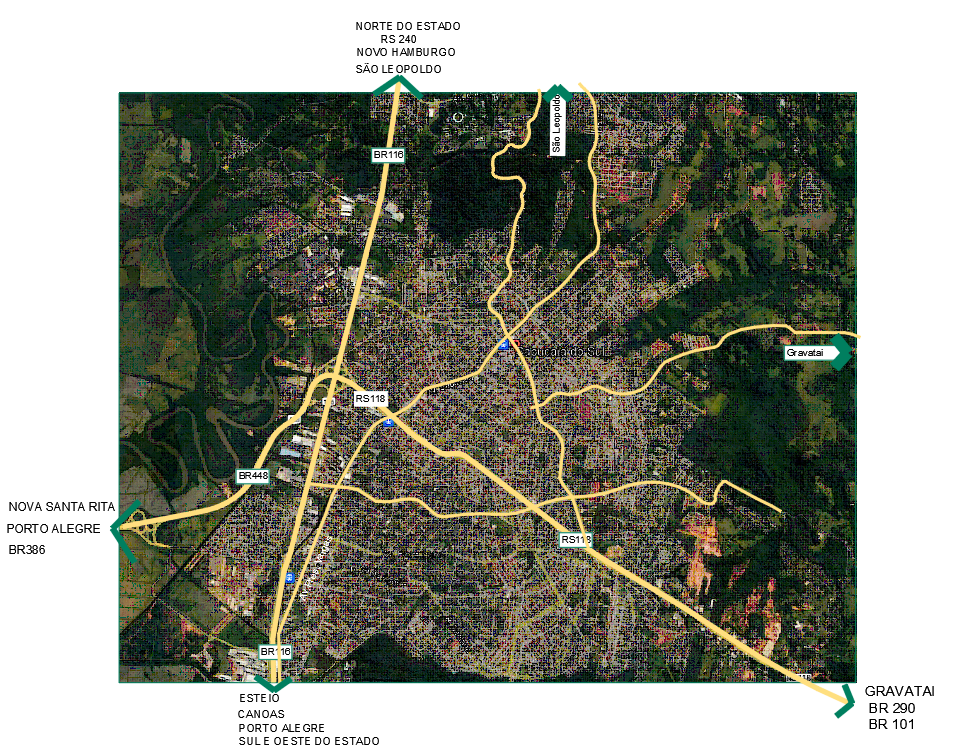 NORTE DO ESTADO
RS 240
NOVO HAMBURGO
SÃO LEOPOLDO
São Leopoldo
BR116
Gravataí
RS118
BR448
NOVA SANTA RITA
PORTO ALEGRE
BR386
RS118
BR116
ESTEIO
CANOAS
PORTO ALEGRE
SUL E OESTE DO ESTADO
GRAVATAI
BR 290
BR 101